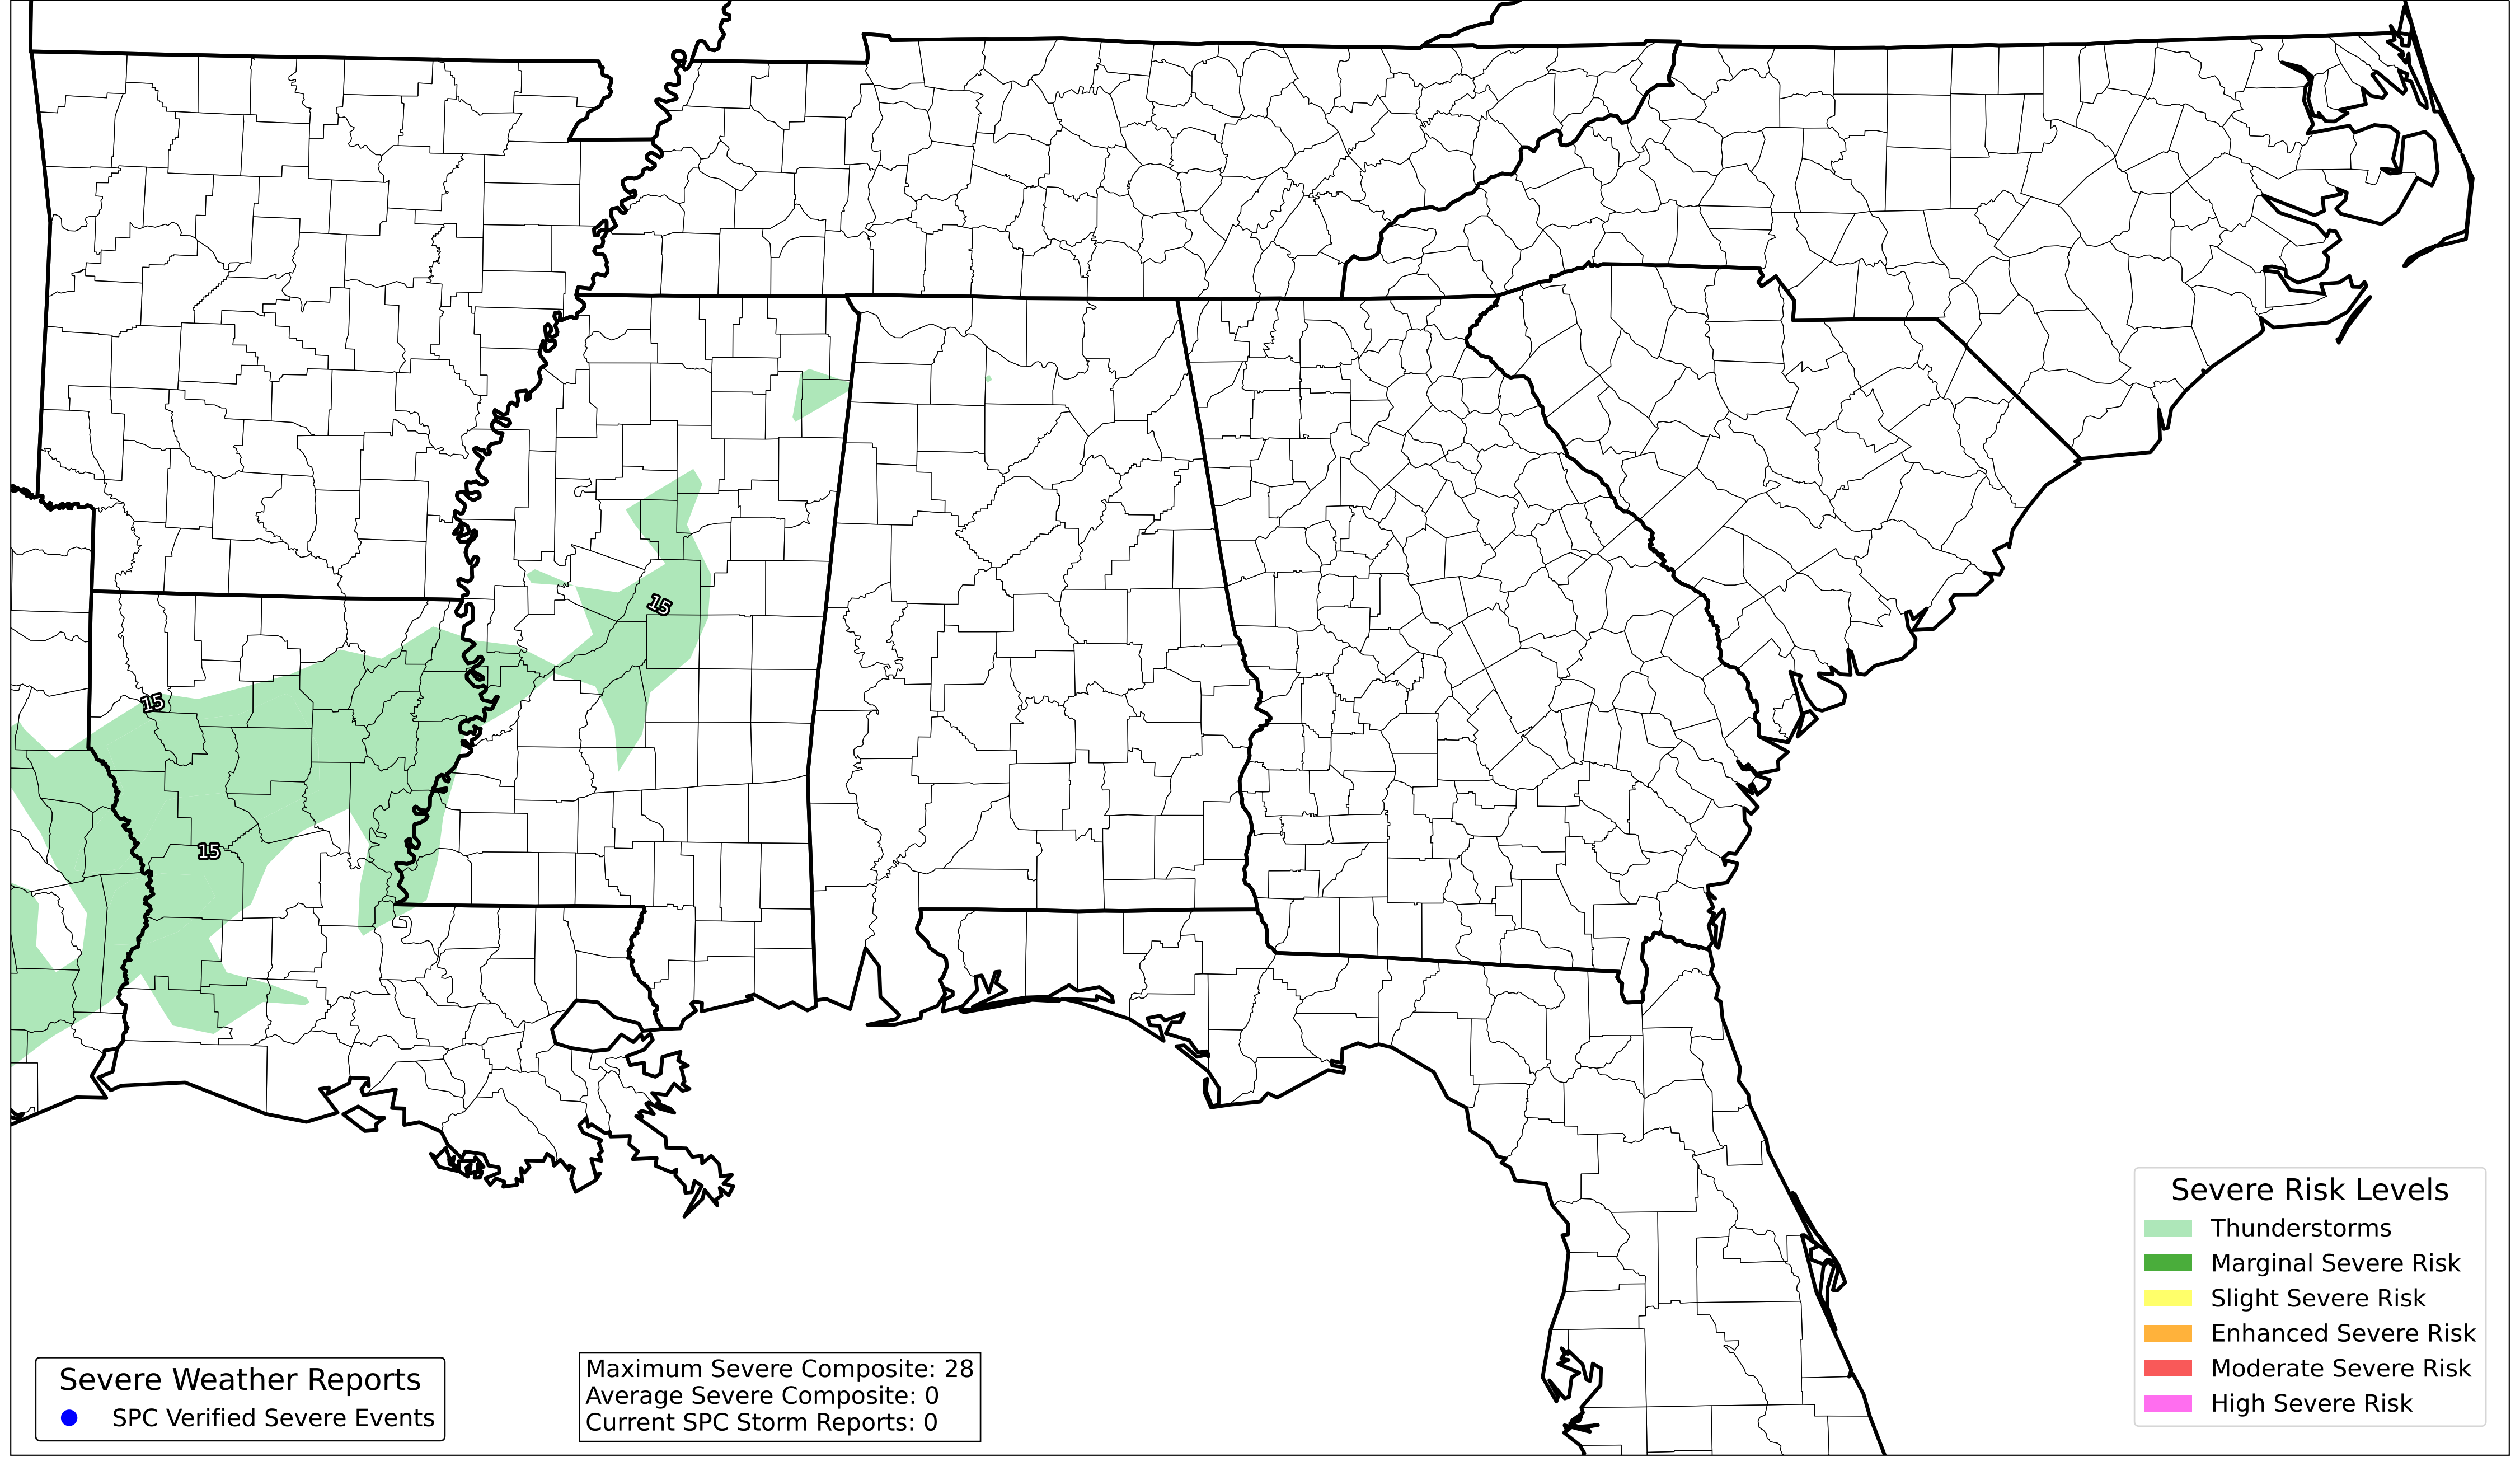 15
15
15
Severe Risk Levels
Thunderstorms
Marginal Severe Risk
Slight Severe Risk
Enhanced Severe Risk
Moderate Severe Risk
High Severe Risk
Severe Weather Reports
SPC Verified Severe Events
Maximum Severe Composite: 28
Average Severe Composite: 0
Current SPC Storm Reports: 0